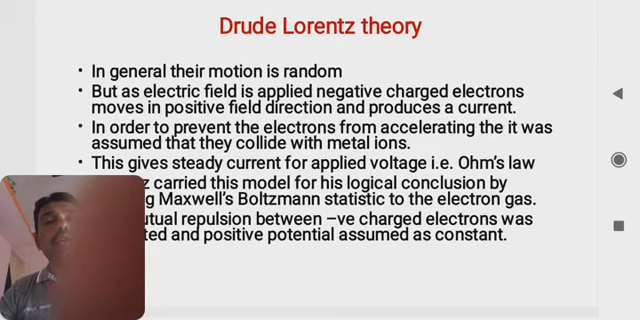 Drude Lorentz theory
• In general their motion is random
• But as electric field is applied negative charged electrons
moves in positive field direction and produces a current.
• In order to prevent the electrons from accelerating the it was
assumed that they collide with metal ions.
• This gives steady current for applied voltage i.e. Ohm's law
z carried this model for his logical conclusion by
g Maxwell's Boltzmann statistic to the electron gas.
utual repulsion between –ve charged electrons was
ted and positive potential assumed as constant.